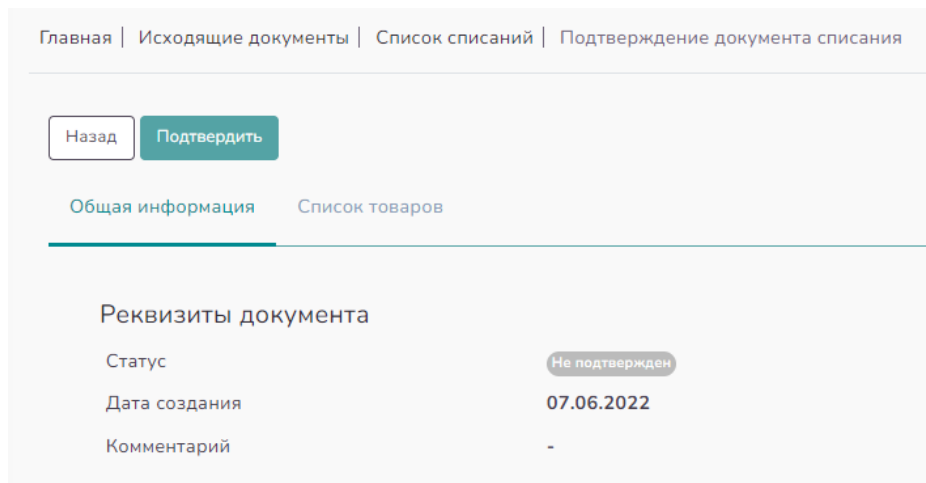 Главная | Исходящие документы | Список списаний | Подтверждение документа списания
Назад Подтвердить
Общая информация Список товаров
Реквизиты документа
Статус Не подтвержден
Дата создания 07.06.2022
Комментарий -